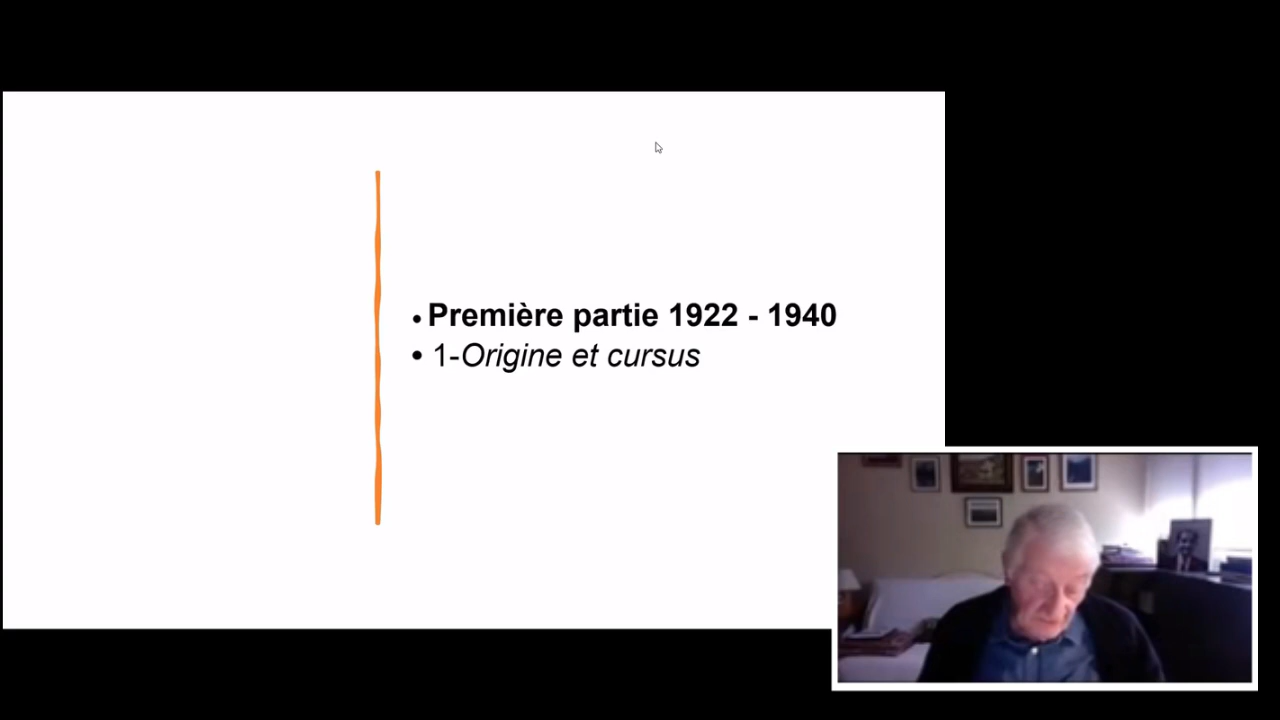 • Première partie 1922 - 1940
• 1-Origine et cursus